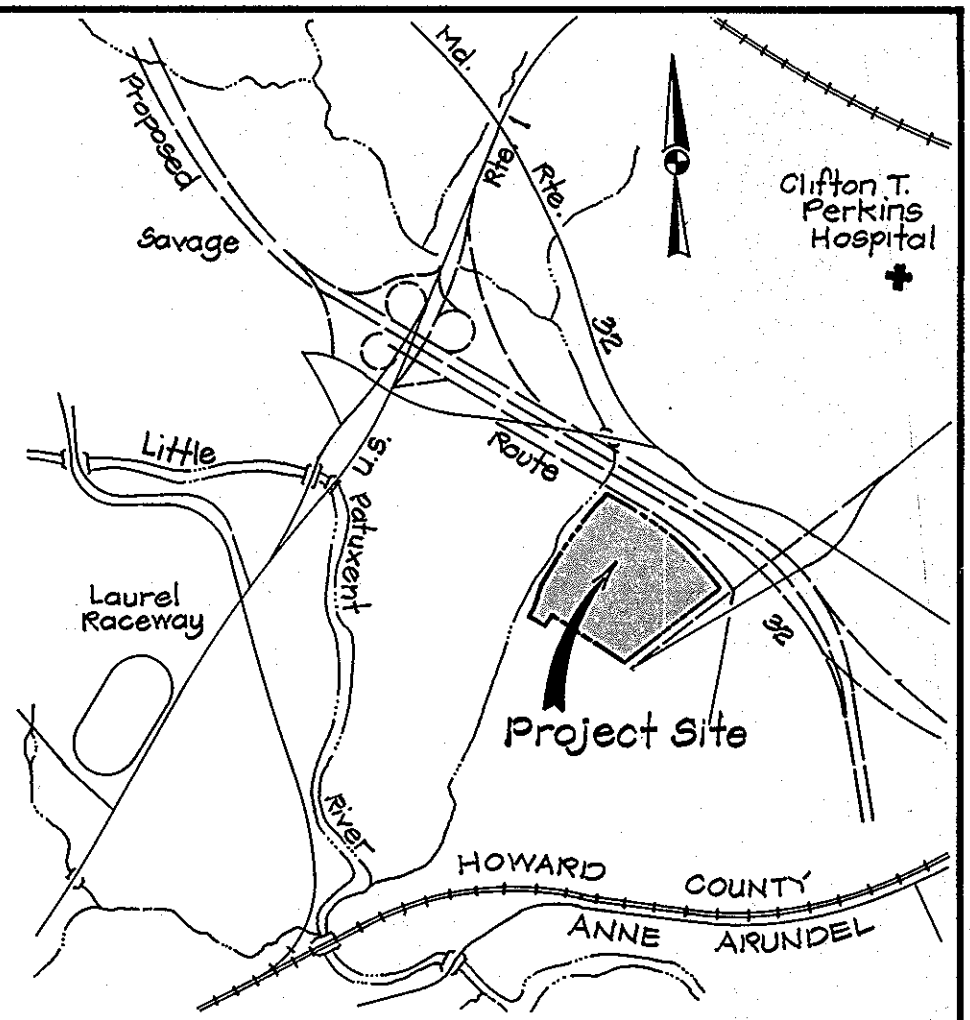 Md.
Rte.
32
Rte. 1
U.S.
Proposed
Route
32
Savage
Clifton T.
Perkins
Hospital
Little
Patuxent
River
Laurel
Raceway
Project Site
HOWARD COUNTY
ANNE ARUNDEL